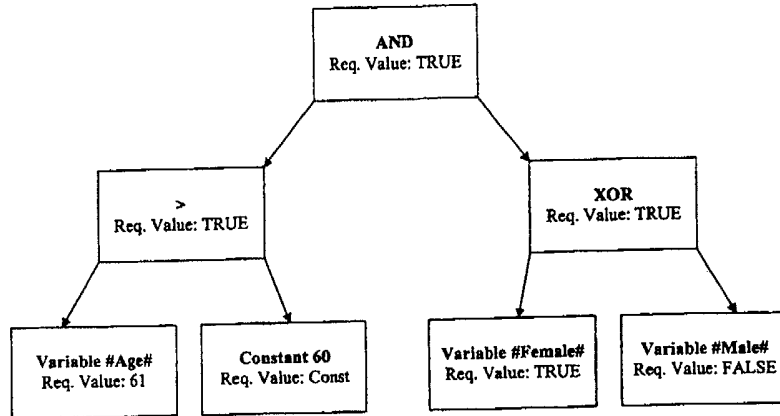 AND
Req. Value: TRUE
>
Req. Value: TRUE
XOR
Req. Value: TRUE
Variable #Age#
Req. Value: 61
Constant 60
Req. Value: Const
Variable #Female#
Req. Value: TRUE
Variable #Male#
Req. Value: FALSE